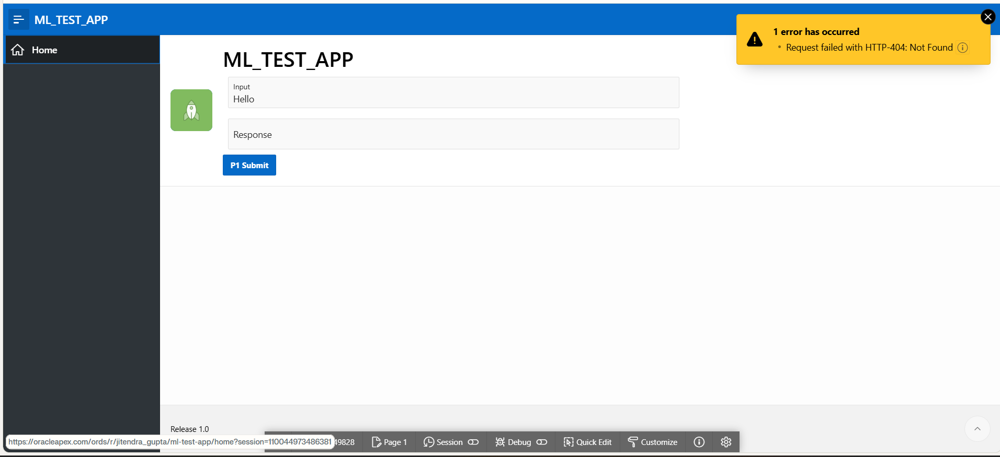 ML_TEST_APP
1 error has occurred
• Request failed with HTTP-404: Not Found
Home
ML_TEST_APP
Input
Hello
Response
P1 Submit
Release 1.0
https://oracleapex.com/ords/r/jitendra_gupta/ml-test-app/home?session=110044973486381
49828
Page 1
Session
Debug
Quick Edit
Customize